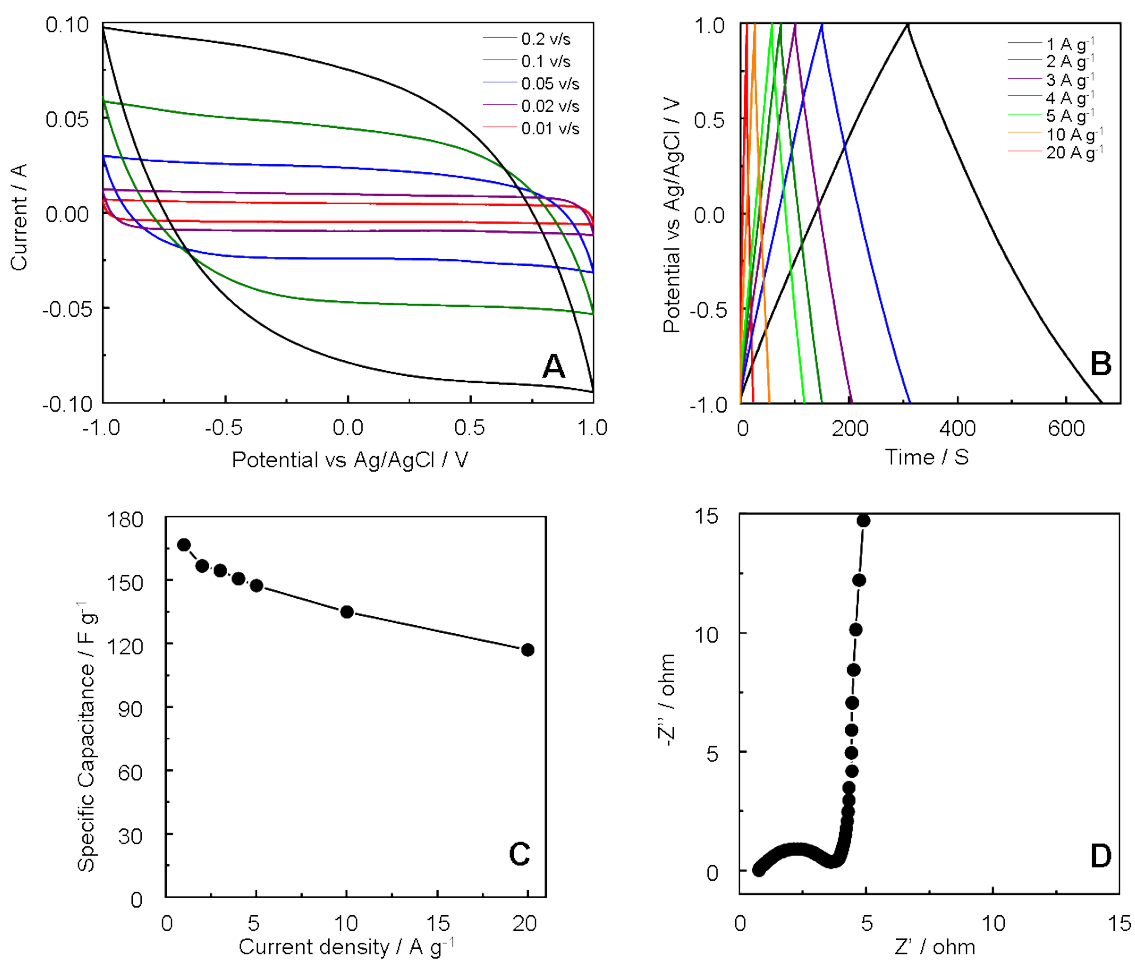 0.10
0.05
0.00
-0.05
-0.10
Current / A
0.2 v/s
0.1 v/s
0.05 v/s
0.02 v/s
0.01 v/s
A
-1.0 -0.5 0.0 0.5 1.0
Potential vs Ag/AgCl / V
1.0
0.5
0.0
-0.5
-1.0
Potential vs Ag/AgCl / V
1 A g⁻¹
2 A g⁻¹
3 A g⁻¹
4 A g⁻¹
5 A g⁻¹
10 A g⁻¹
20 A g⁻¹
B
0 200 400 600
Time / S
180
150
120
90
60
30
0
Specific Capacitance / F g⁻¹
C
0 5 10 15 20
Current density / A g⁻¹
15
10
5
0
-Z’’ / ohm
D
0 5 10 15
Z’ / ohm